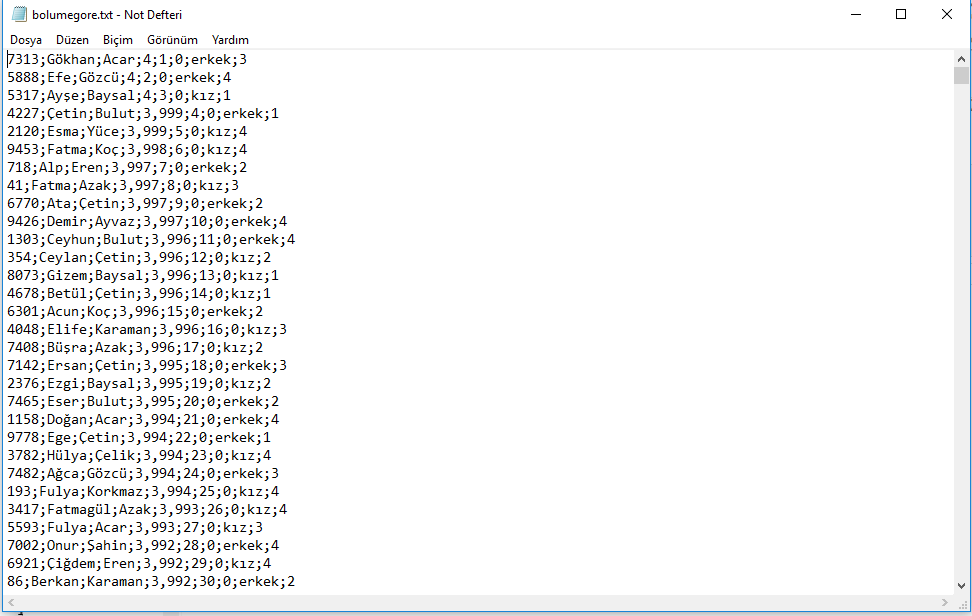 bolumegore.txt - Not Defteri
Dosya Düzen Biçim Görünüm Yardım
7313;Gökhan;Acar;4;1;0;erkek;3
5888;Efe;Gözcü;4;2;0;erkek;4
5317;Ayşe;Baysal;4;3;0;kız;1
4227;Çetin;Bulut;3,999;4;0;erkek;1
2120;Esma;Yüce;3,999;5;0;kız;4
9453;Fatma;Koç;3,998;6;0;kız;4
718;Alp;Eren;3,997;7;0;erkek;2
41;Fatma;Azak;3,997;8;0;kız;3
6770;Ata;Çetin;3,997;9;0;erkek;2
9426;Demir;Ayvaz;3,997;10;0;erkek;4
1303;Ceyhun;Bulut;3,996;11;0;erkek;4
354;Ceylan;Çetin;3,996;12;0;kız;2
8073;Gizem;Baysal;3,996;13;0;kız;1
4678;Betül;Çetin;3,996;14;0;kız;1
6301;Acun;Koç;3,996;15;0;erkek;2
4048;Elife;Karaman;3,996;16;0;kız;3
7408;Büşra;Azak;3,996;17;0;kız;2
7142;Ersan;Çetin;3,995;18;0;erkek;3
2376;Ezgi;Baysal;3,995;19;0;kız;2
7465;Eser;Bulut;3,995;20;0;erkek;2
1158;Doğan;Acar;3,994;21;0;erkek;4
9778;Ege;Çetin;3,994;22;0;erkek;1
3782;Hülya;Çelik;3,994;23;0;kız;4
7482;Ağca;Gözcü;3,994;24;0;erkek;3
193;Fulya;Korkmaz;3,994;25;0;kız;4
3417;Fatmagül;Azak;3,993;26;0;kız;4
5593;Fulya;Acar;3,993;27;0;kız;3
7002;Onur;Şahin;3,992;28;0;erkek;4
6921;Çiğdem;Eren;3,992;29;0;kız;4
86;Berkan;Karaman;3,992;30;0;erkek;2